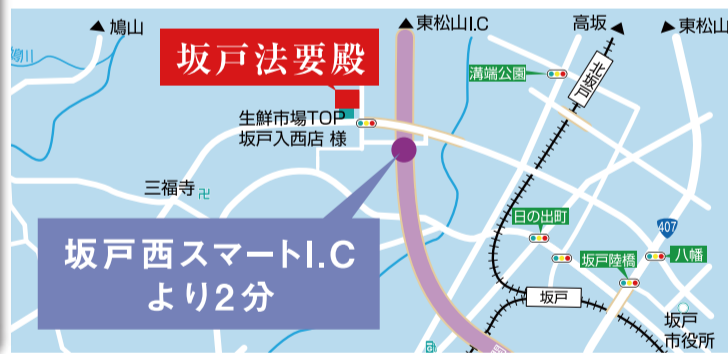 鳩山
東松山I.C
高坂
東松山
坂戸法要殿
溝端公園
北坂戸
生鮮市場TOP
坂戸入西店 様
三福寺
日の出町
407
坂戸西スマートI.C
より2分
坂戸陸橋
八幡
坂戸
坂戸
市役所